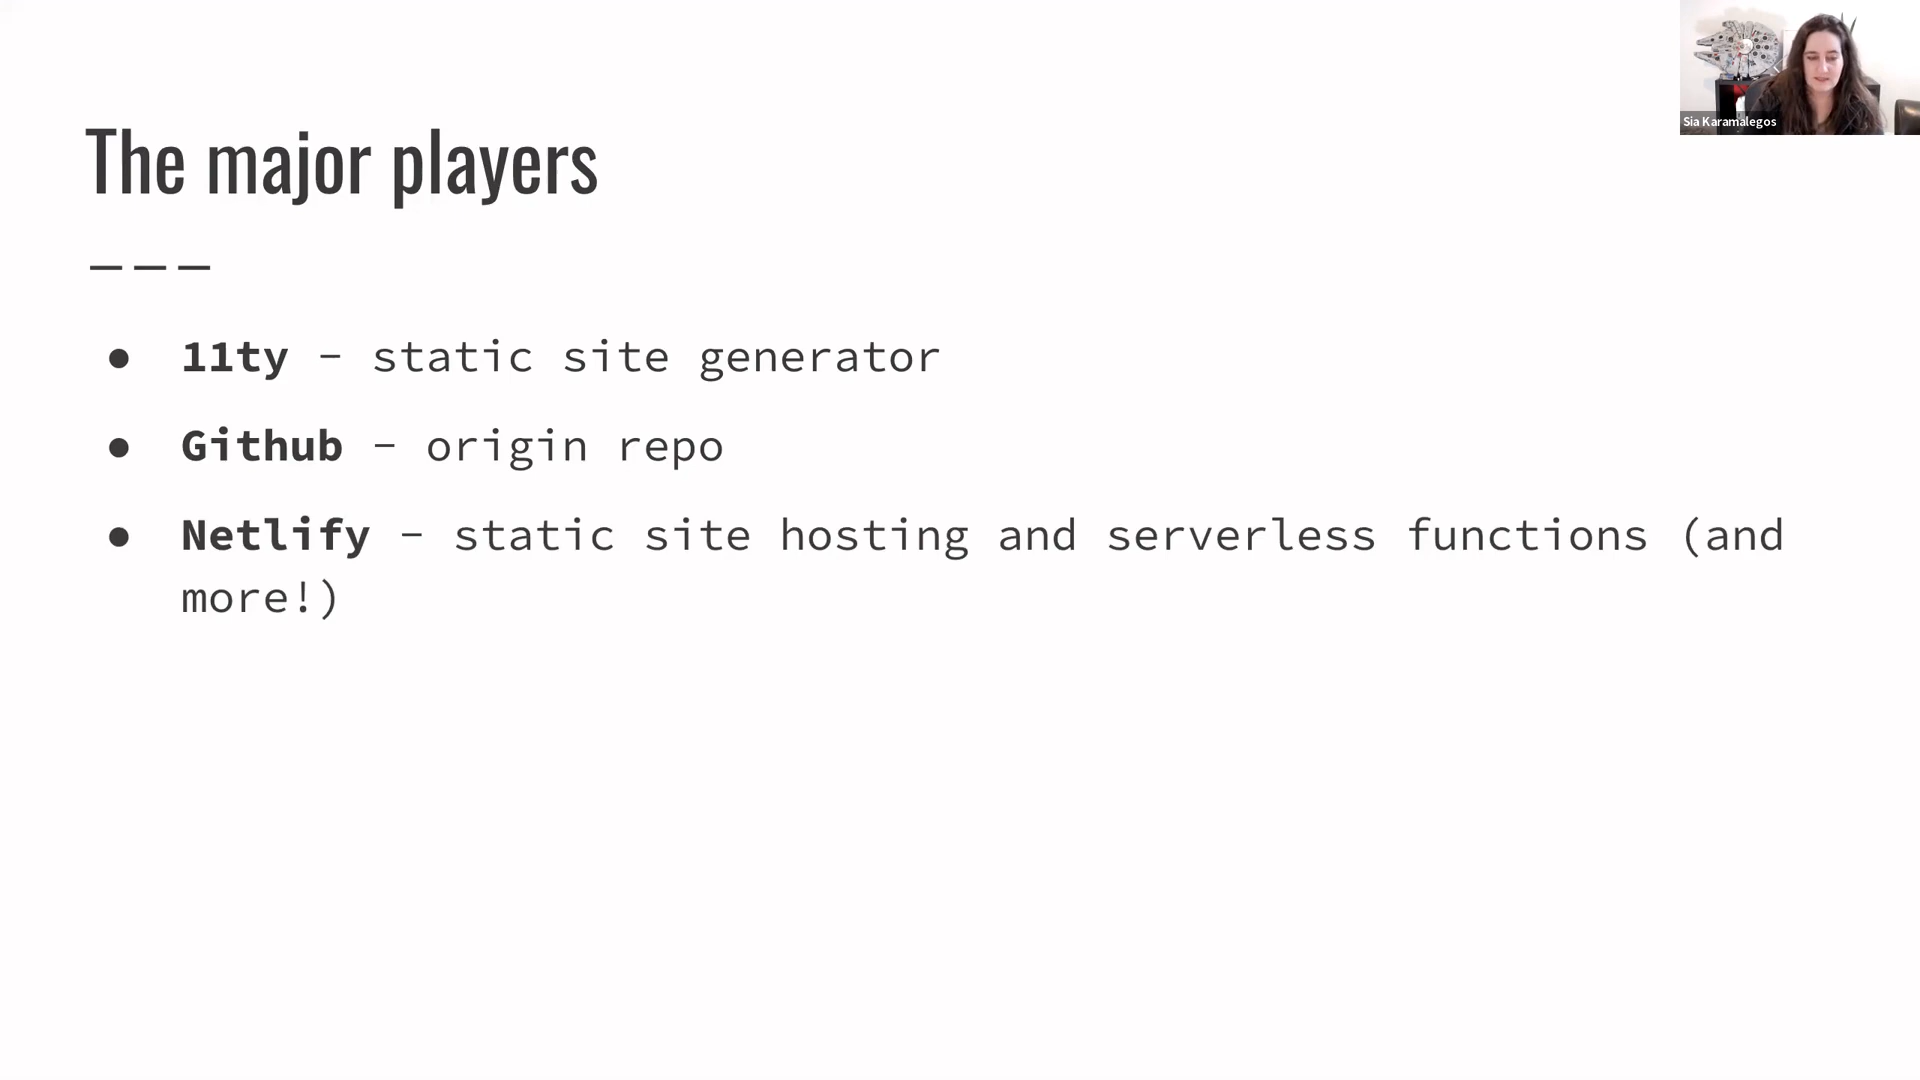 Sia Karamalegos
The major players
● 11ty – static site generator
● Github – origin repo
● Netlify – static site hosting and serverless functions (and
more!)